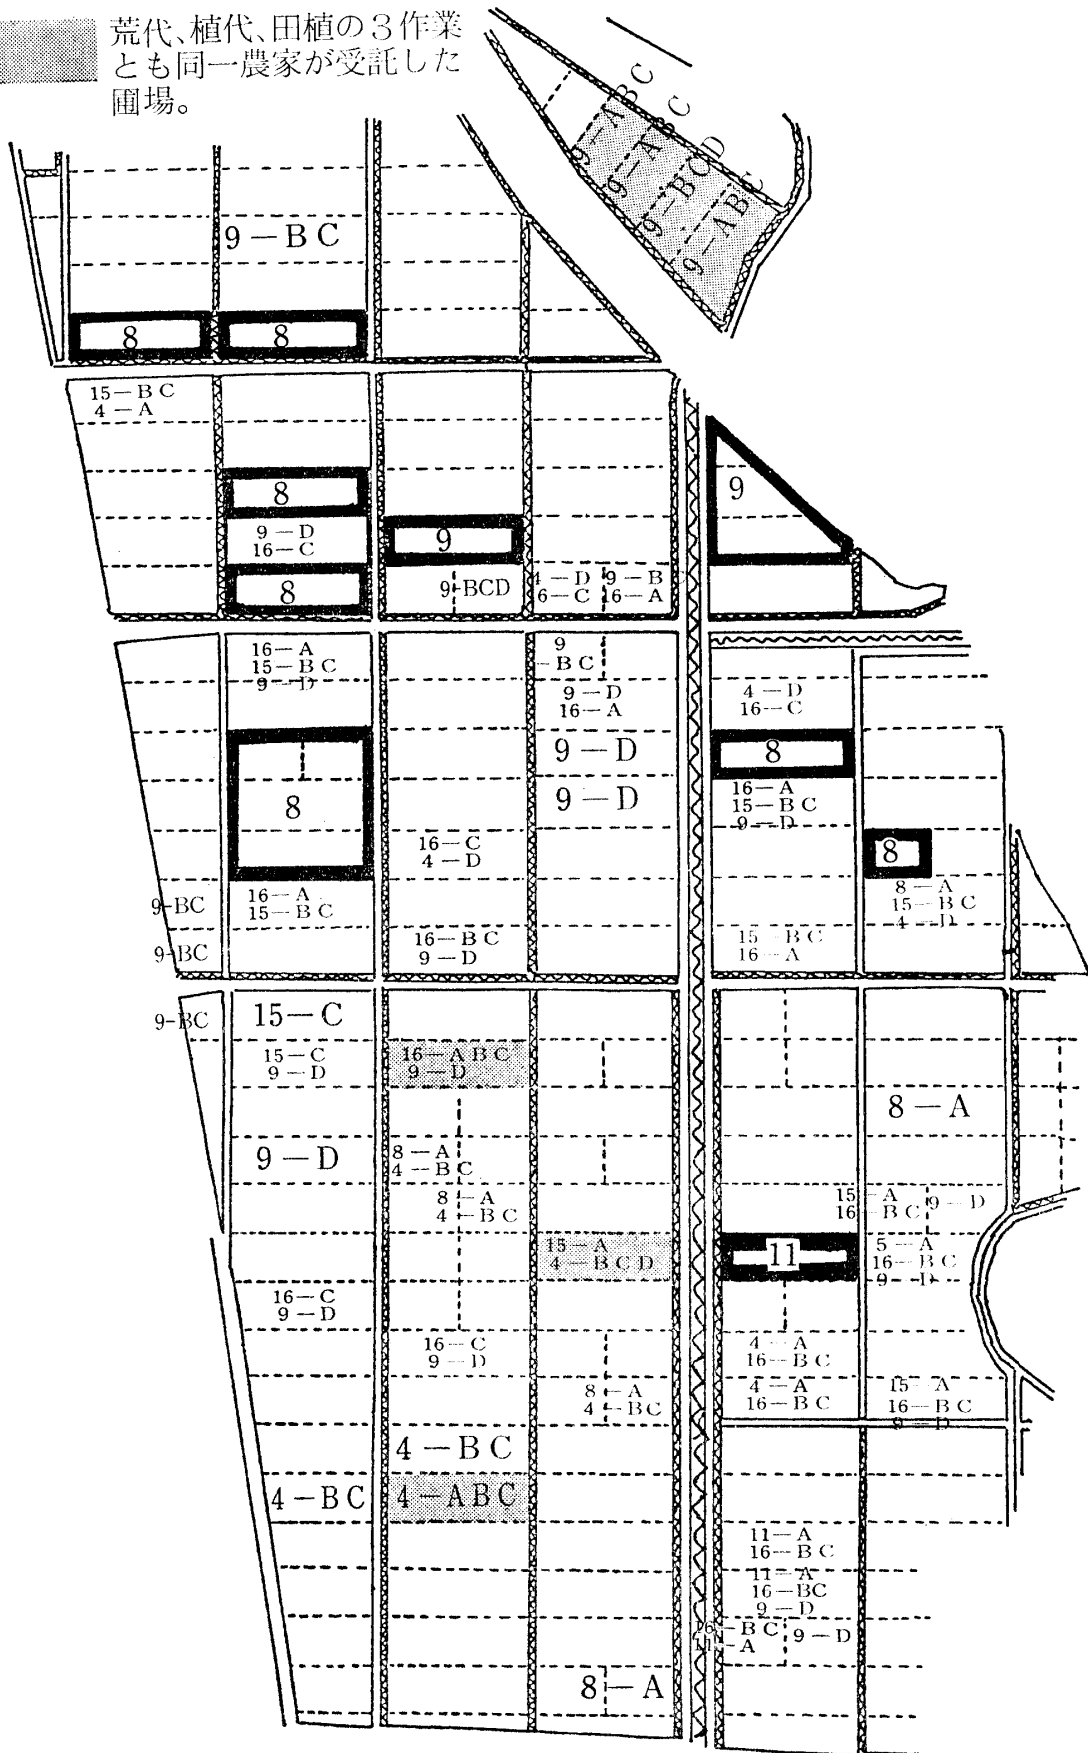 荒代、植代、田植の3作業
とも同一農家が受託した
圃場。
9－ABC
9－ABC
9－BCD
9－ABC
9－BC
8
8
15－BC
4－A
8
9－D
16－C
8
9
9-BCD
4－D
6－C
9－B
16－A
9
16－A
15－BC
9－D
8
16－A
15－BC
9-BC
9-BC
16－C
4－D
16－BC
9－D
9
－BC
9－D
16－A
9－D
9－D
4－D
16－C
8
16－A
15－BC
9－D
15－BC
16－A
8
8－A
15－BC
4－D
9-BC
15－C
15－C
9－D
9－D
16－C
9－D
4－BC
16－ABC
9－D
8－A
4－BC
8－A
4－BC
16－C
9－D
4－BC
4－ABC
15－A
4－BCD
8－A
4－BC
8－A
11
4－A
16－BC
4－A
16－BC
11－A
16－BC
11－A
16－BC
9－D
16－BC
11－A
9－D
8－A
15－A
16－BC
9－D
5－A
16－BC
9－D
15－A
16－BC
9－D